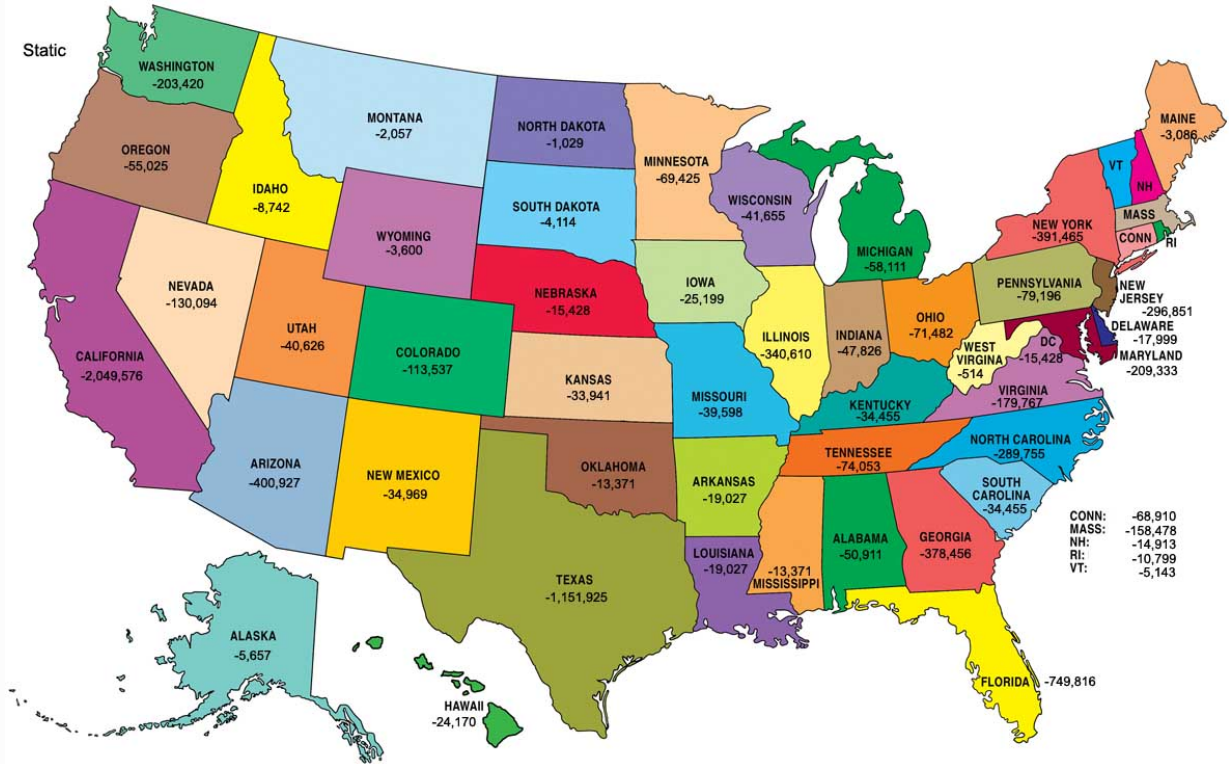 Static
WASHINGTON
-203,420
OREGON
-55,025
CALIFORNIA
-2,049,576
NEVADA
-130,094
IDAHO
-8,742
MONTANA
-2,057
WYOMING
-3,600
UTAH
-40,626
COLORADO
-113,537
ARIZONA
-400,927
NEW MEXICO
-34,969
NORTH DAKOTA
-1,029
SOUTH DAKOTA
-4,114
NEBRASKA
-15,428
KANSAS
-33,941
OKLAHOMA
-13,371
TEXAS
-1,151,925
MINNESOTA
-69,425
IOWA
-25,199
MISSOURI
-39,598
ARKANSAS
-19,027
LOUISIANA
-19,027
WISCONSIN
-41,655
ILLINOIS
-340,610
MICHIGAN
-58,111
INDIANA
-47,826
OHIO
-71,482
KENTUCKY
-34,455
TENNESSEE
-74,053
-13,371
MISSISSIPPI
ALABAMA
-50,911
GEORGIA
-378,456
FLORIDA
-749,816
SOUTH
CAROLINA
-34,455
NORTH CAROLINA
-289,755
VIRGINIA
-179,767
WEST
VIRGINA
-514
DC
-15,428
PENNSYLVANIA
-79,196
NEW YORK
-391,465
VT
NH
MAINE
-3,086
MASS
CONN
RI
NEW
JERSEY
-296,851
DELAWARE
-17,999
MARYLAND
-209,333
CONN: -68,910
MASS: -158,478
NH: -14,913
RI: -10,799
VT: -5,143
ALASKA
-5,657
HAWAII
-24,170